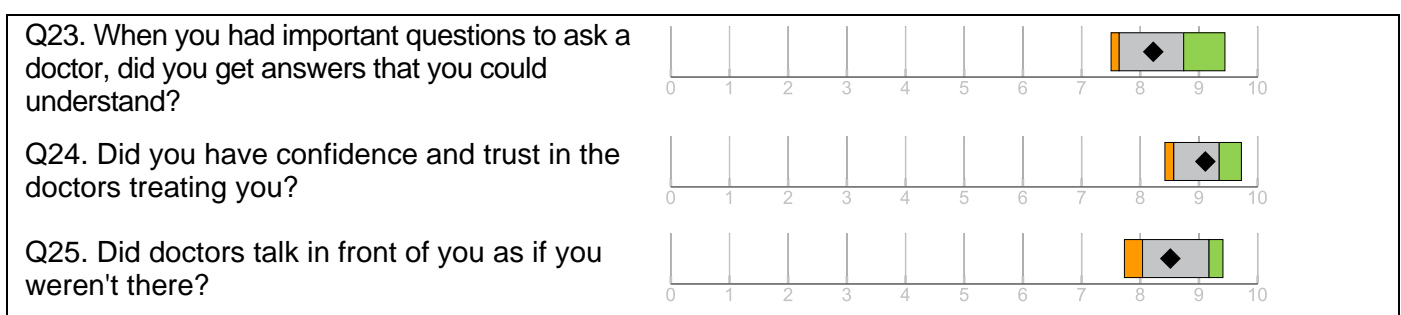 Q23. When you had important questions to ask a
doctor, did you get answers that you could
understand?
0 1 2 3 4 5 6 7 8 9 10
Q24. Did you have confidence and trust in the
doctors treating you?
0 1 2 3 4 5 6 7 8 9 10
Q25. Did doctors talk in front of you as if you
weren't there?
0 1 2 3 4 5 6 7 8 9 10